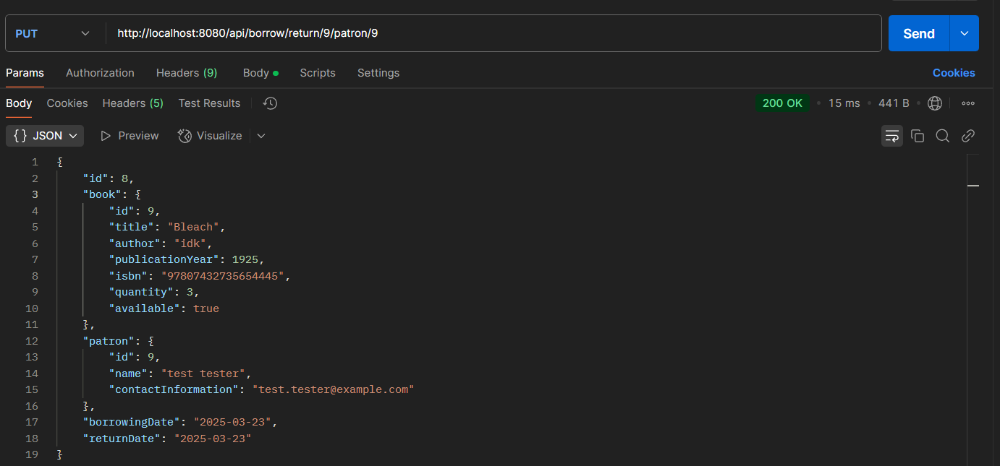 PUT http://localhost:8080/api/borrow/return/9/patron/9 Send
Params Authorization Headers (9) Body Scripts Settings Cookies
Body Cookies Headers (5) Test Results 200 OK 15 ms 441 B
{} JSON Preview Visualize
1 {
2 "id": 8,
3 "book": {
4 "id": 9,
5 "title": "Bleach",
6 "author": "idk",
7 "publicationYear": 1925,
8 "isbn": "97807432735654445",
9 "quantity": 3,
10 "available": true
11 },
12 "patron": {
13 "id": 9,
14 "name": "test tester",
15 "contactInformation": "test.tester@example.com"
16 },
17 "borrowingDate": "2025-03-23",
18 "returnDate": "2025-03-23"
19 }